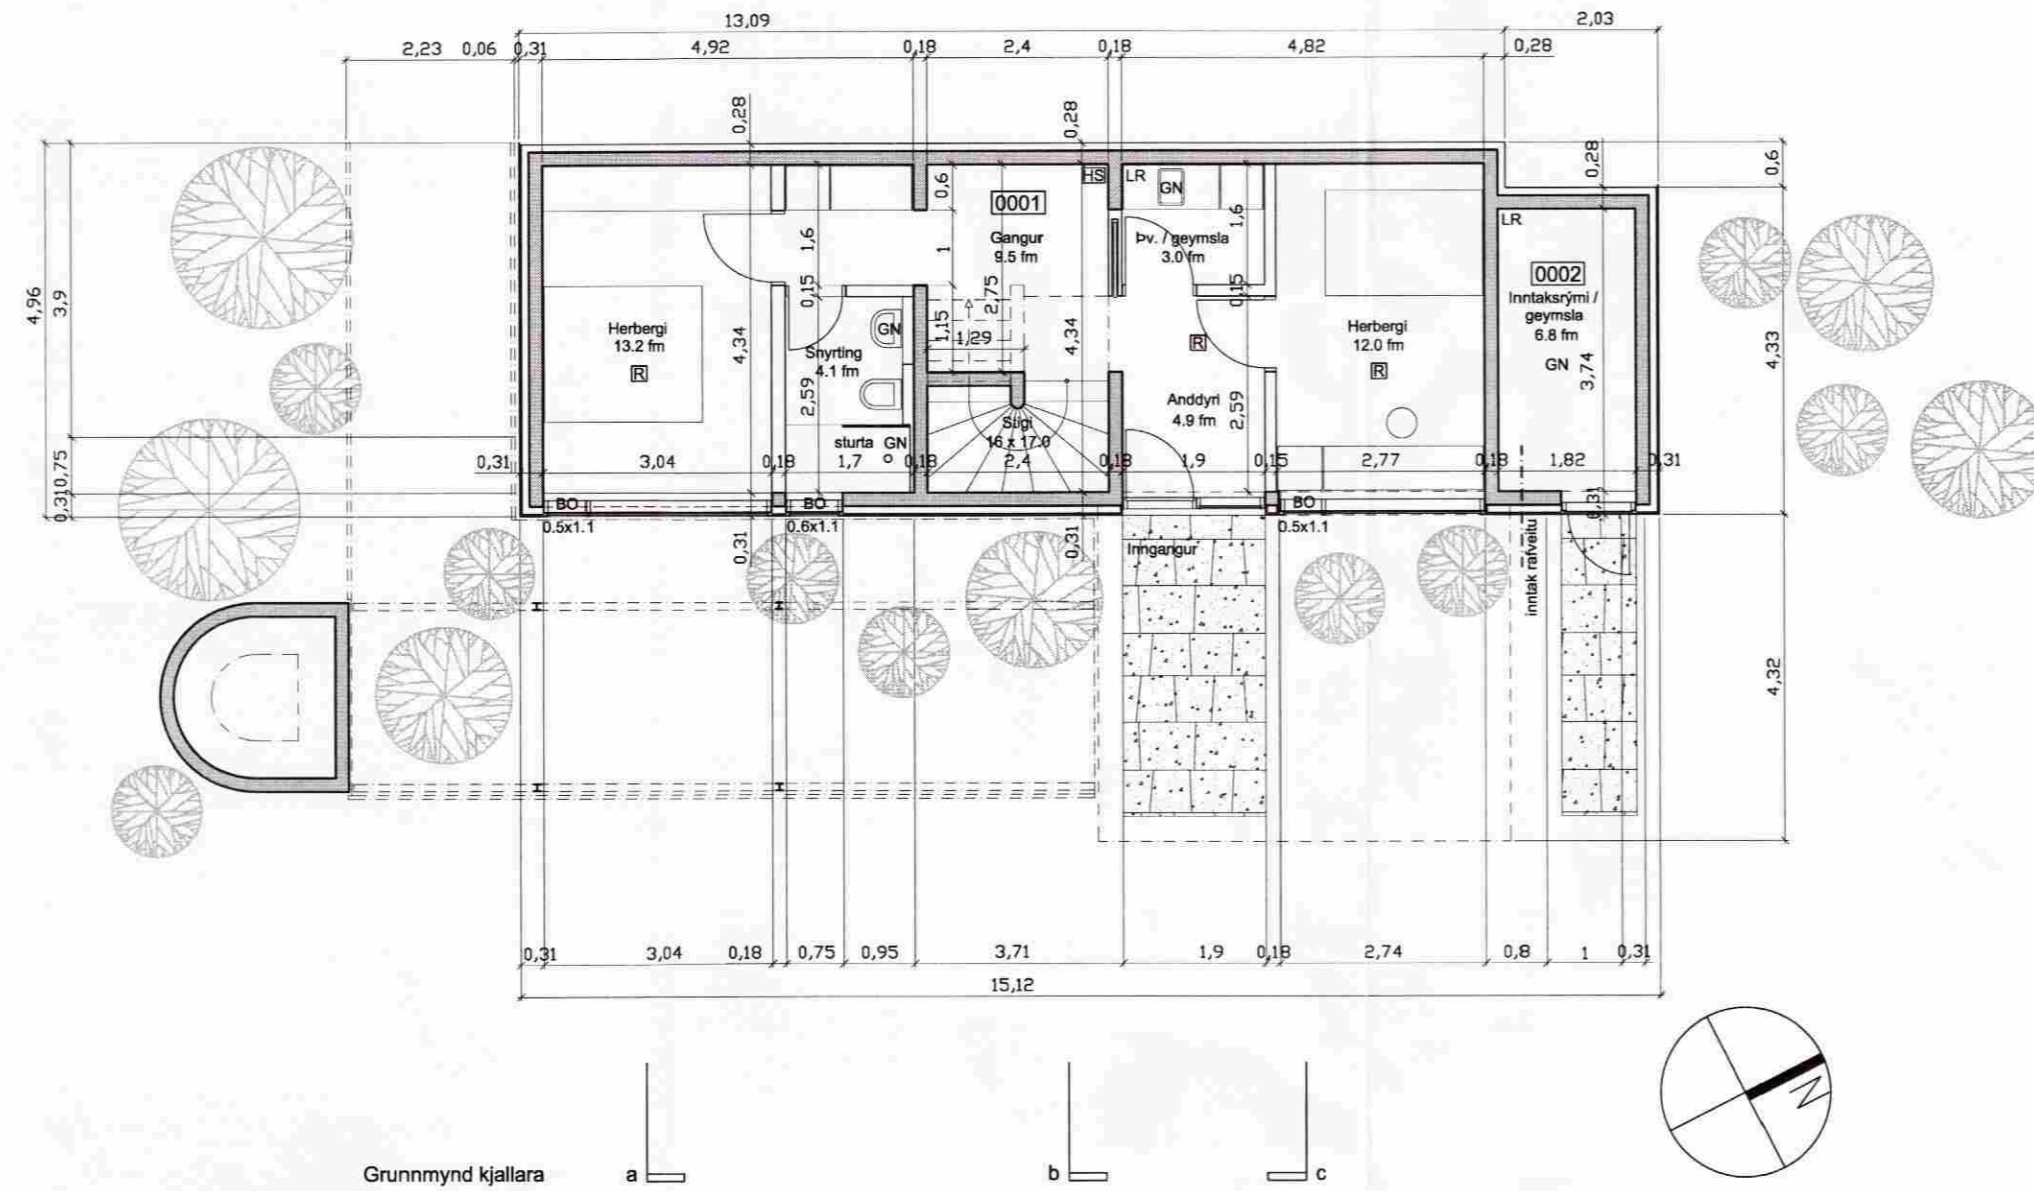 13,09
2,03
2,23 0,06 0,31 4,92 0,18 2,4 0,18 4,82 0,28
0,28
0,28
0,28
0,6
4,96
3,9
0,75
0,31
HS
LR
GN
LR
0001
0,6
1,6
1
1,6
Gangur
9.5 fm
Þv. / geymsla
3.0 fm
0002
Inntaksrými /
geymsla
6.8 fm
GN
0,15
2,75
0,15
Herbergi
13.2 fm
R
4,34
Snyrting
4.1 fm
GN
1,15
1,29
4,34
R
Herbergi
12.0 fm
R
3,74
4,33
2,59
Anddyri
4.9 fm
2,59
sturta GN
Stigi
16 x 17.0
0,31 3,04 0,18 1,7 0,18 2,4 0,18 1,9 0,15 2,77 0,18 1,82 0,31
BO
BO
BO
0,31
0.5x1.1
0.6x1.1
0.5x1.1
0,31
0,31
Inngangur
inntak rafveitu
4,32
0,31 3,04 0,18 0,75 0,95 3,71 1,9 0,18 2,74 0,8 1 0,31
15,12
N
Grunnmynd kjallara
a
b
c